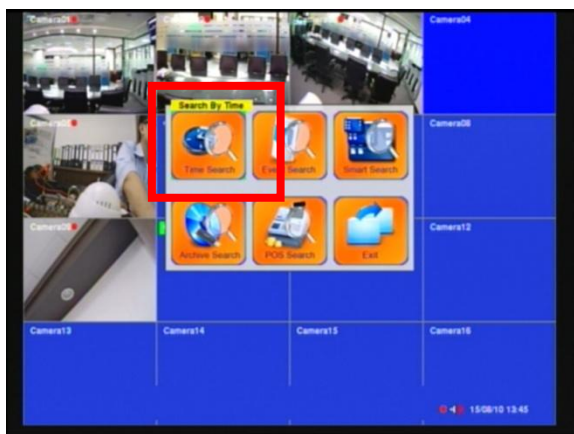 Camera01
Camera04
Search By Time
Time Search
Event Search
Smart Search
Camera05
Camera08
Archive Search
POS Search
Exit
Camera09
Camera12
Camera13
Camera14
Camera15
Camera16
15/08/10 13:45